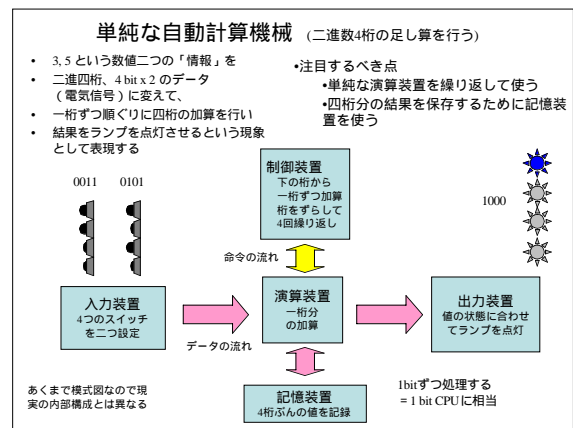 単純な自動計算機械 (二進数4桁の足し算を行う)
• 3, 5 という数値二つの「情報」を
• 二進四桁、4 bit x 2 のデータ
(電気信号)に変えて、
• 一桁ずつ順ぐりに四桁の加算を行い
• 結果をランプを点灯させるという現象
として表現する
•注目するべき点
•単純な演算装置を繰り返して使う
•四桁分の結果を保存するために記憶装
置を使う
0011 0101
制御装置
下の桁から
一桁ずつ加算
桁をずらして
4回繰り返し
1000
命令の流れ
入力装置
4つのスイッチ
を二つ設定
データの流れ
演算装置
一桁分
の加算
出力装置
値の状態に合わせ
てランプを点灯
記憶装置
4桁ぶんの値を記録
あくまで模式図なので現
実の内部構成とは異なる
1bitずつ処理する
= 1 bit CPUに相当